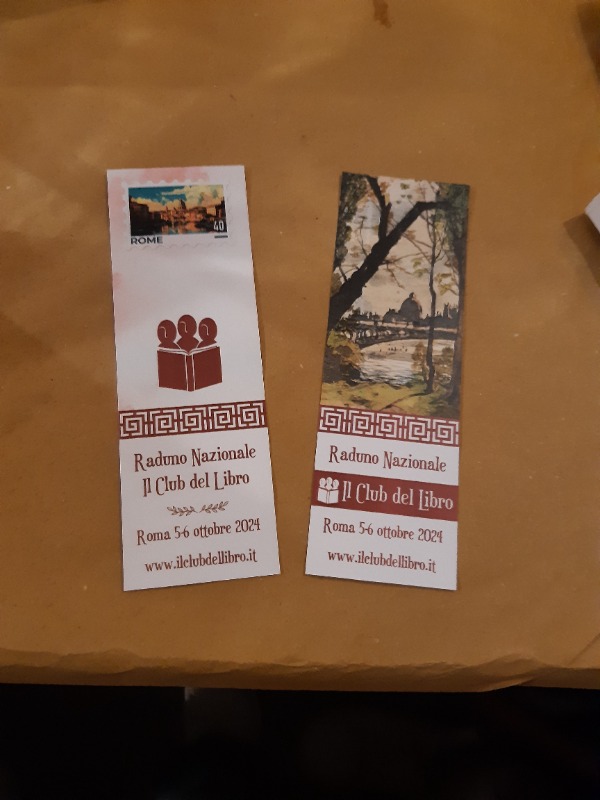 40
ROME
Raduno Nazionale
Il Club del Libro
Roma 5-6 ottobre 2024
www.ilclubdellibro.it
Raduno Nazionale
Il Club del Libro
Roma 5-6 ottobre 2024
www.ilclubdellibro.it